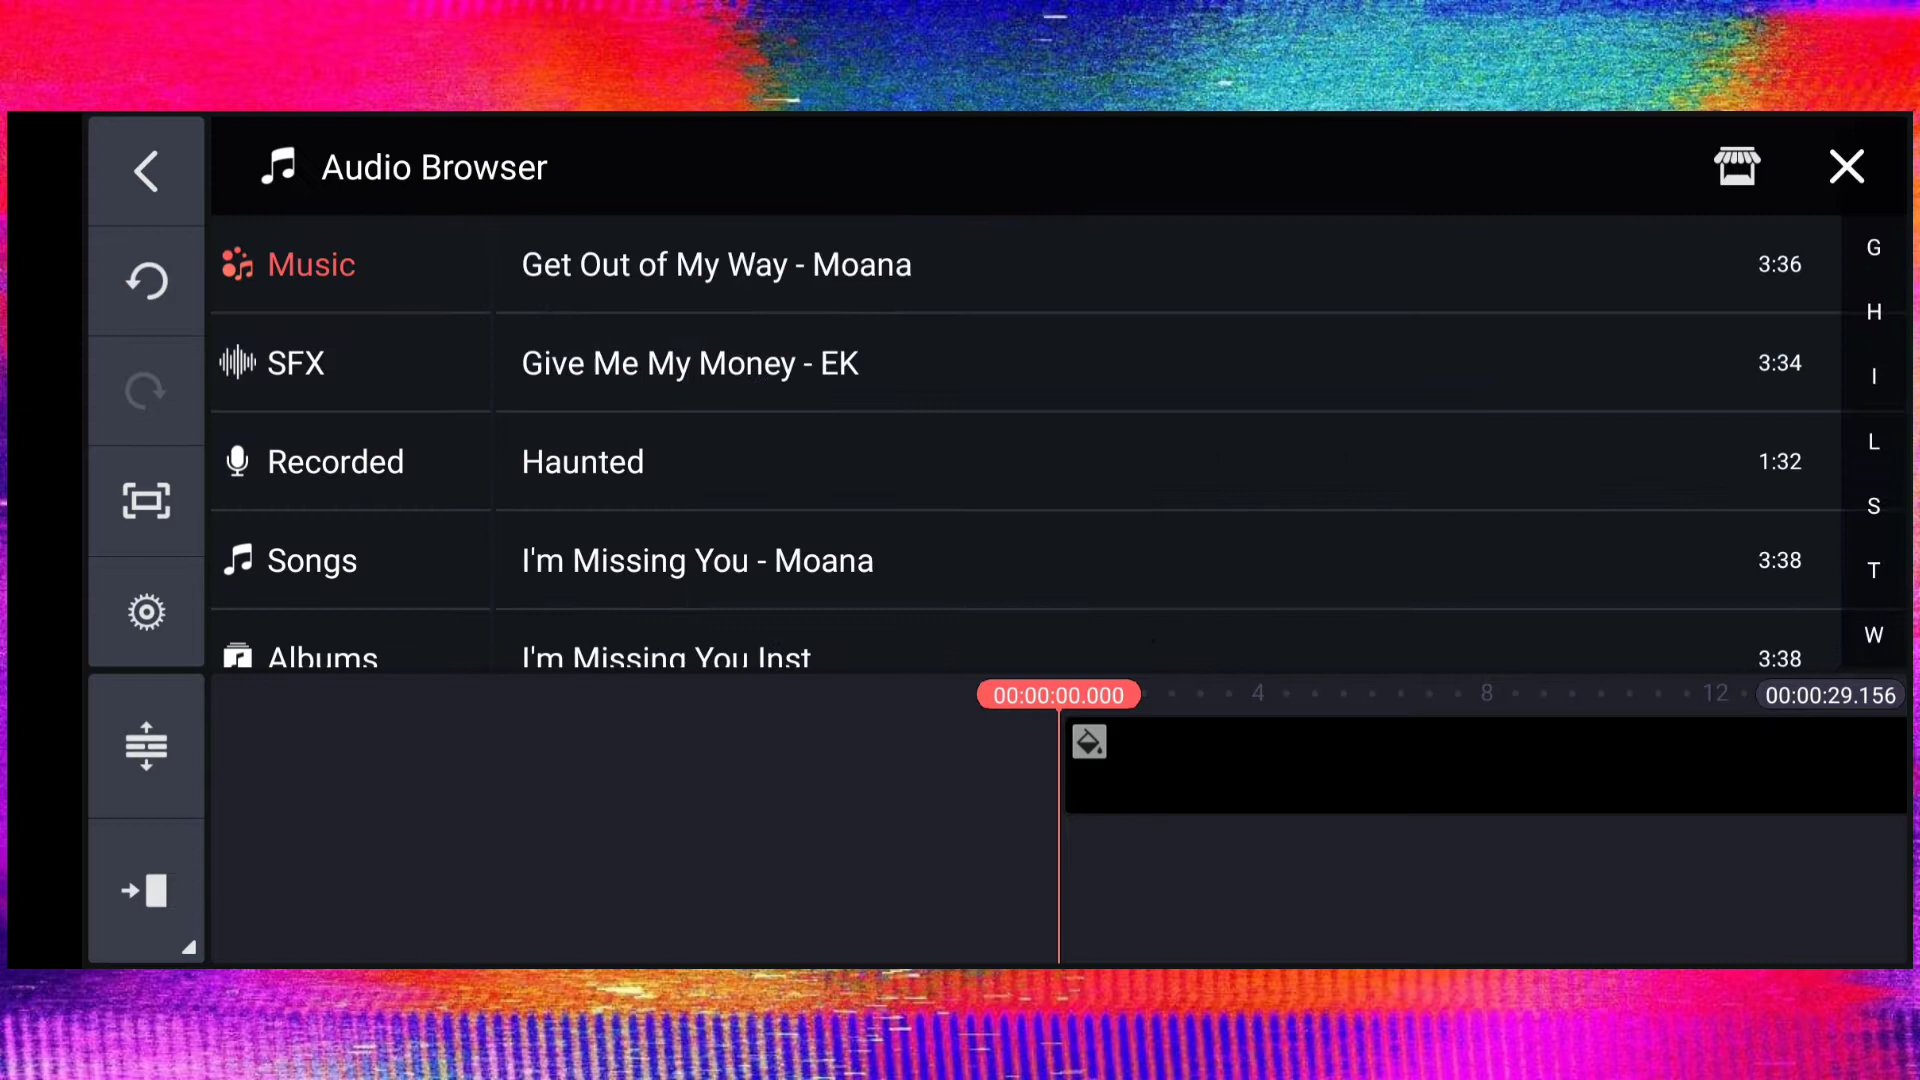 Audio Browser
Music
Get Out of My Way - Moana
3:36
SFX
Give Me My Money - EK
3:34
Recorded
Haunted
1:32
Songs
I'm Missing You - Moana
3:38
Albums
I'm Missing You Inst
3:38
G
H
I
L
S
T
W
00:00:00.000
4
8
12
00:00:29.156